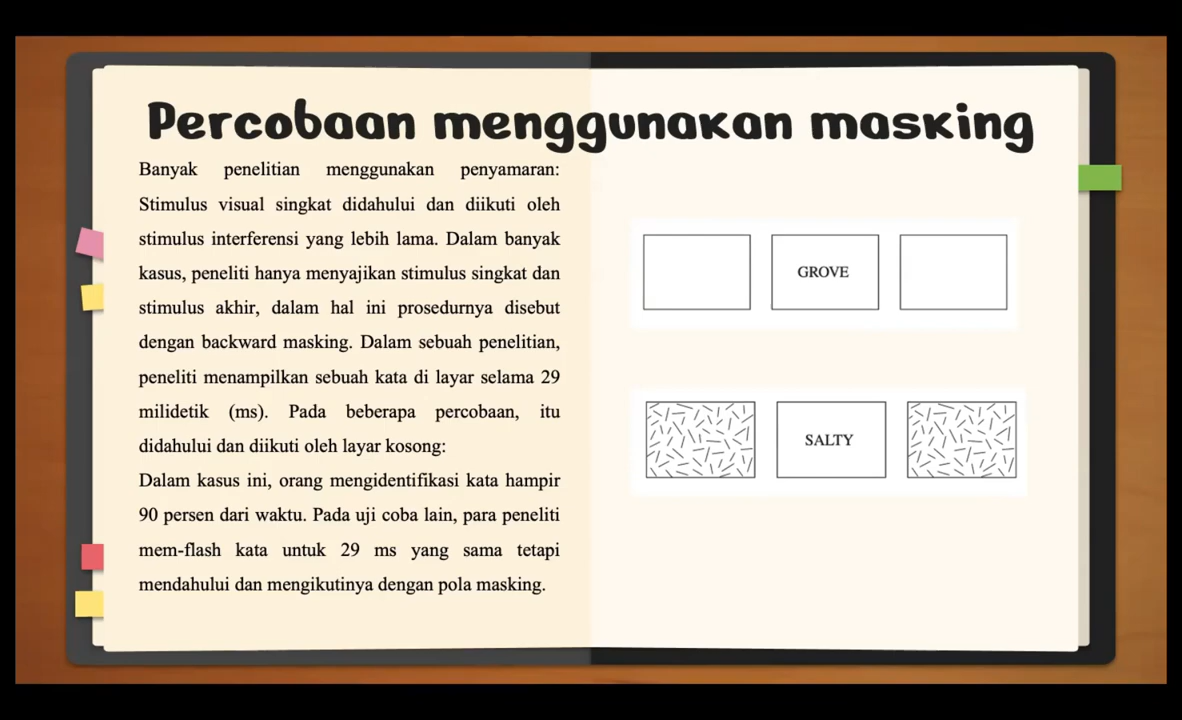 Percobaan menggunakan masking
Banyak penelitian menggunakan penyamaran:
Stimulus visual singkat didahului dan diikuti oleh
stimulus interferensi yang lebih lama. Dalam banyak
kasus, peneliti hanya menyajikan stimulus singkat dan
stimulus akhir, dalam hal ini prosedurnya disebut
dengan backward masking. Dalam sebuah penelitian,
peneliti menampilkan sebuah kata di layar selama 29
milidetik (ms). Pada beberapa percobaan, itu
didahului dan diikuti oleh layar kosong:
Dalam kasus ini, orang mengidentifikasi kata hampir
90 persen dari waktu. Pada uji coba lain, para peneliti
mem-flash kata untuk 29 ms yang sama tetapi
mendahului dan mengikutinya dengan pola masking.
GROVE
SALTY